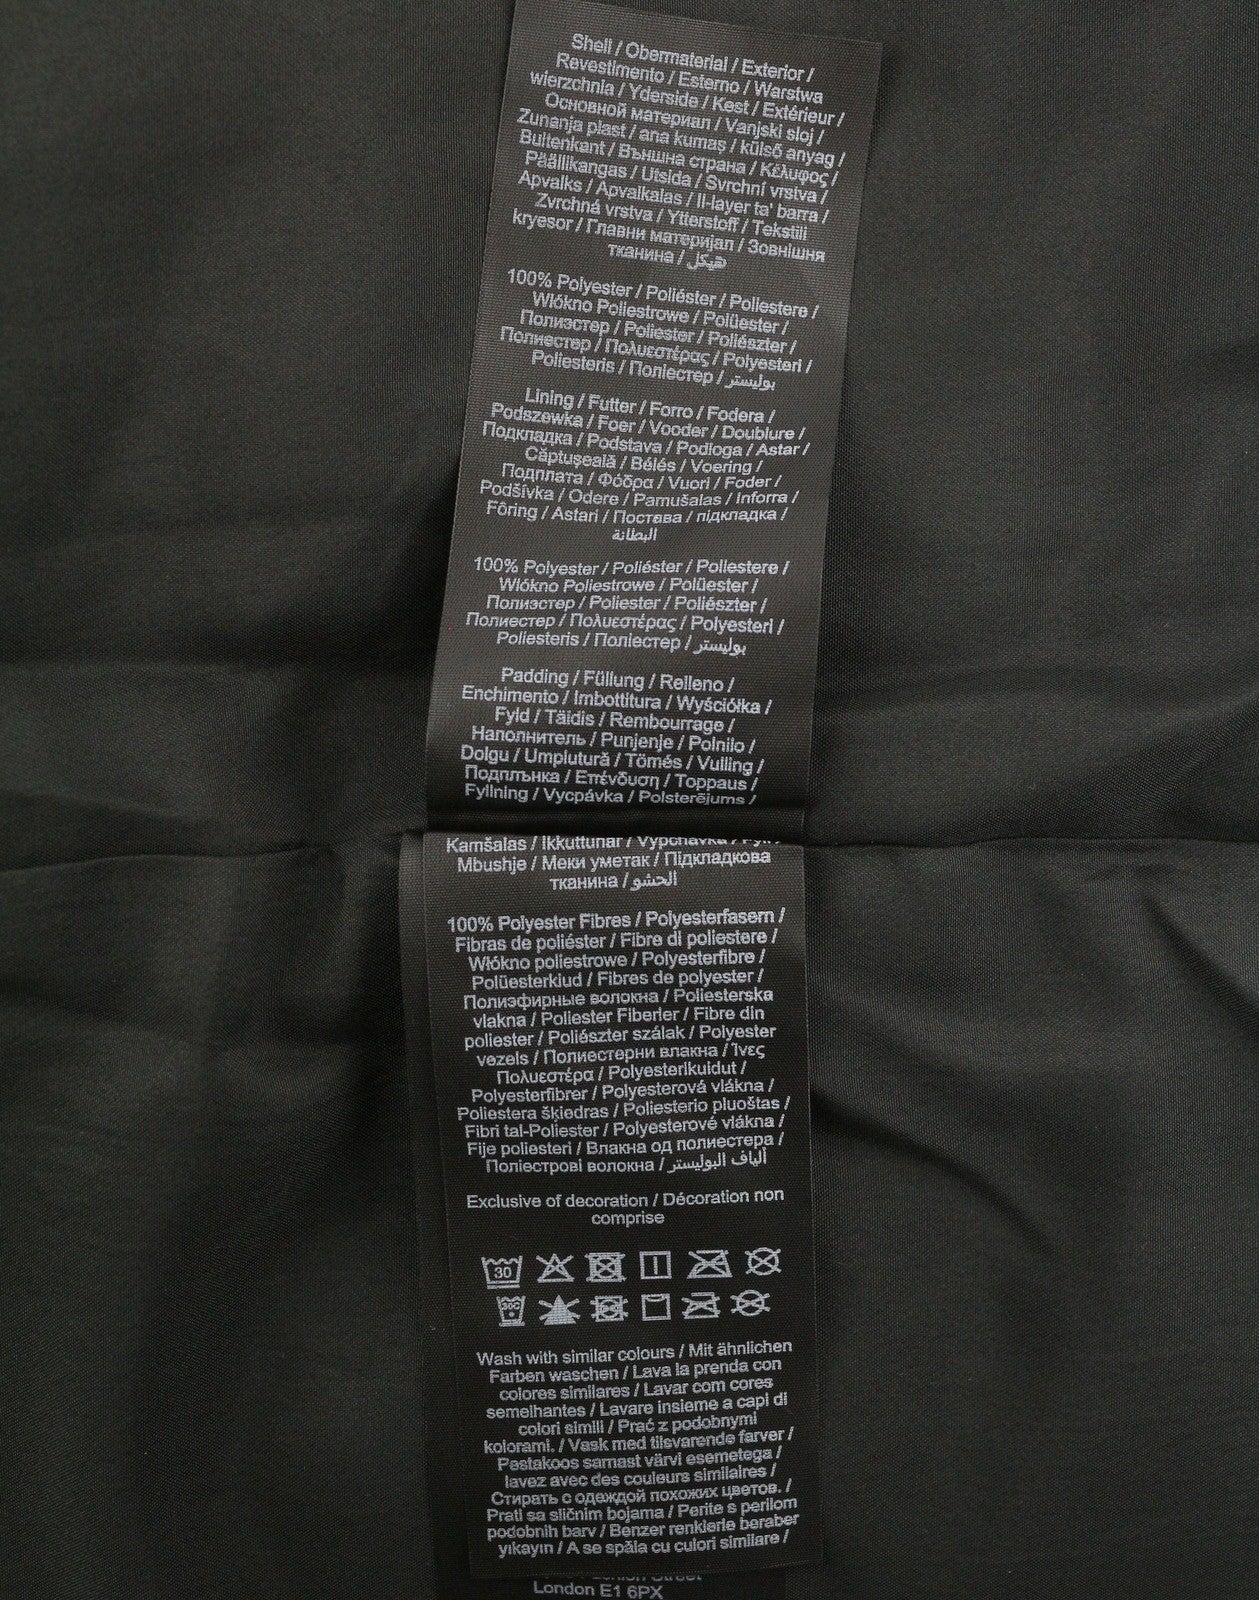 Shell / Obermaterial / Exterior /
Revestimento / Esterno / Warstwa
wierzchnia / Yderside / Kest / Extérieur /
Основной материал / Vanjski sloj /
Zunanja plast / ana kumaş / külső anyag /
Buitenkant / Външна страна / Κέλυφος /
Päällikangas / Utsida / Svrchní vrstva /
Apvalks / Apvalkalas / Il-layer ta' barra /
Zvrchná vrstva / Ytterstoff / Tekstili
kryesor / Главни материјал / Зовнішня
тканина / هيكل
100% Polyester / Poliéster / Poliestere /
Włókno Poliestrowe / Polüester /
Полиэстер / Poliester / Poliészter /
Полиестер / Πολυεστέρας / Polyesteri /
Poliesteris / Поліестер / بوليستر
Lining / Futter / Forro / Fodera /
Podszewka / Foer / Vooder / Doublure /
Подкладка / Podstava / Podloga / Astar /
Căptuşeală / Bélés / Voering /
Подплата / Φόδρα / Vuori / Foder /
Podšívka / Odere / Pamušalas / Inforra /
Fôring / Astari / Постава / підкладка /
البطانة
100% Polyester / Poliéster / Poliestere /
Włókno Poliestrowe / Polüester /
Полиэстер / Poliester / Poliészter /
Полиестер / Πολυεστέρας / Polyesteri /
Poliesteris / Поліестер / بوليستر
Padding / Füllung / Relleno /
Enchimento / Imbottitura / Wyściółka /
Fyld / Täidis / Rembourrage /
Наполнитель / Punjenje / Polnilo /
Dolgu / Umplutură / Tömés / Vulling /
Подплънка / Επένδυση / Toppaus /
Fyllning / Vycpávka / Polsterējums /
Kamšalas / Ikkuttunar / Vypchávka / Fyll /
Mbushje / Меки уметак / Підкладкова
тканина / الحشو
100% Polyester Fibres / Polyesterfasern /
Fibras de poliéster / Fibre di poliestere /
Włókno poliestrowe / Polyesterfibre /
Polüesterkiud / Fibres de polyester /
Полиэфирные волокна / Poliesterska
vlakna / Poliester Fiberler / Fibre din
poliester / Poliészter szálak / Polyester
vezels / Полиестерни влакна / Ίνες
Πολυεστέρα / Polyesterikuidut /
Polyesterfibrer / Polyesterová vlákna /
Poliestera šķiedras / Poliesterio pluoštas /
Fibri tal-Poliester / Polyesterové vlákna /
Fije poliesteri / Влакна од полиестера /
Поліестрові волокна / ألياف البوليستر
Exclusive of decoration / Décoration non
comprise
30
30C
Wash with similar colours / Mit ähnlichen
Farben waschen / Lava la prenda con
colores similares / Lavar com cores
semelhantes / Lavare insieme a capi di
colori simili / Prać z podobnymi
kolorami. / Vask med tilsvarende farver /
Pestakoos samast värvi esemetega /
lavez avec des couleurs similaires /
Стирать с одеждой похожих цветов. /
Prati sa sličnim bojama / Perite s perilom
podobnih barv / Benzer renklerle beraber
yıkayın / A se spăla cu culori similare /
London E1 6PX